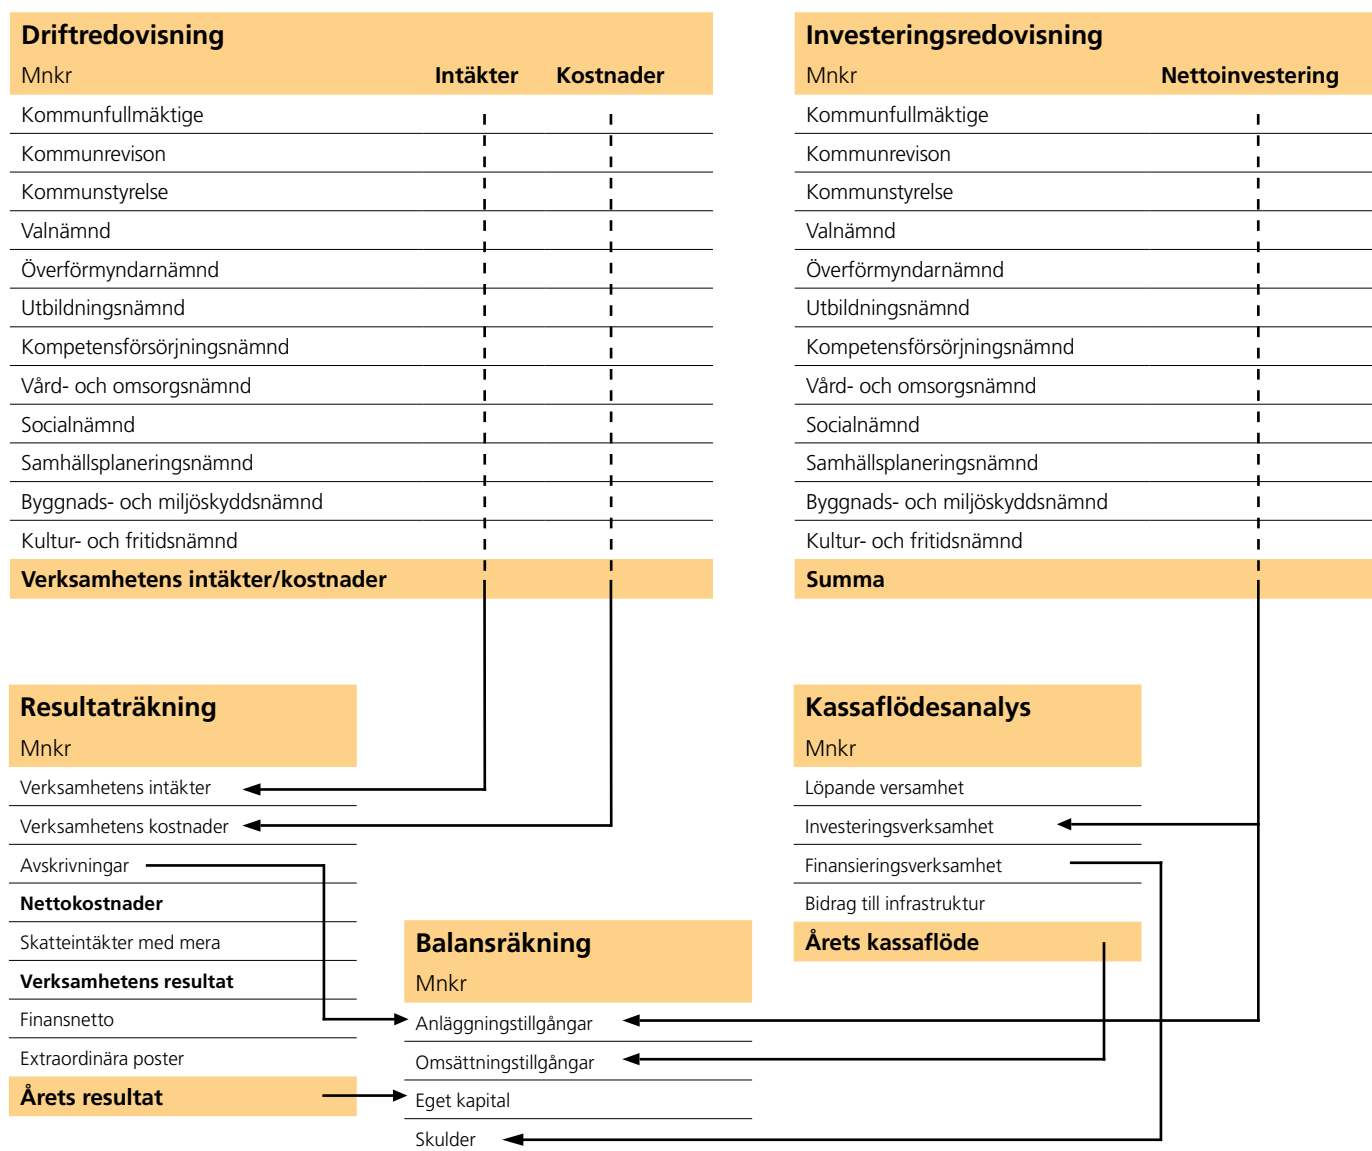 Driftredovisning
Mnkr Intäkter Kostnader
Kommunfullmäktige
Kommunrevison
Kommunstyrelse
Valnämnd
Överförmyndarnämnd
Utbildningsnämnd
Kompetensförsörjningsnämnd
Vård- och omsorgsnämnd
Socialnämnd
Samhällsplaneringsnämnd
Byggnads- och miljöskyddsnämnd
Kultur- och fritidsnämnd
Verksamhetens intäkter/kostnader
Investeringsredovisning
Mnkr Nettoinvestering
Kommunfullmäktige
Kommunrevison
Kommunstyrelse
Valnämnd
Överförmyndarnämnd
Utbildningsnämnd
Kompetensförsörjningsnämnd
Vård- och omsorgsnämnd
Socialnämnd
Samhällsplaneringsnämnd
Byggnads- och miljöskyddsnämnd
Kultur- och fritidsnämnd
Summa
Resultaträkning
Mnkr
Verksamhetens intäkter
Verksamhetens kostnader
Avskrivningar
Nettokostnader
Skatteintäkter med mera
Verksamhetens resultat
Finansnetto
Extraordinära poster
Årets resultat
Balansräkning
Mnkr
Anläggningstillgångar
Omsättningstillgångar
Eget kapital
Skulder
Kassaflödesanalys
Mnkr
Löpande versamhet
Investeringsverksamhet
Finansieringsverksamhet
Bidrag till infrastruktur
Årets kassaflöde